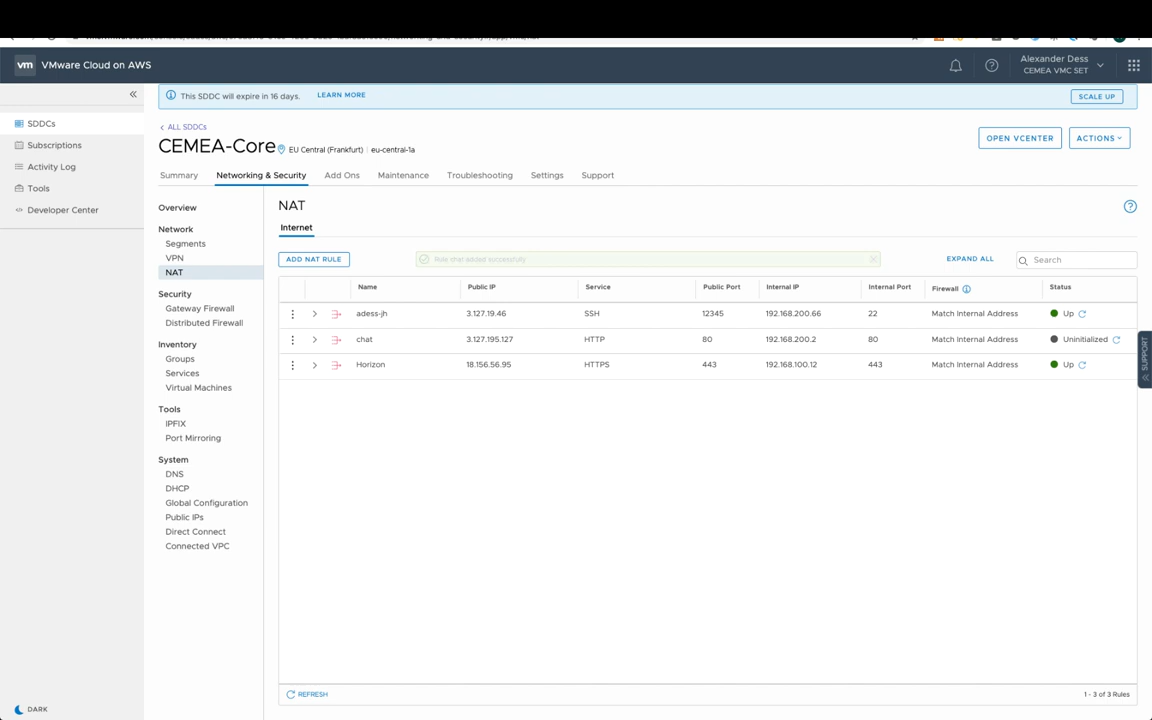 vm VMware Cloud on AWS
Alexander Dess
CEMEA VMC SET
SDDCs
Subscriptions
Activity Log
Tools
Developer Center
DARK
This SDDC will expire in 16 days. LEARN MORE
SCALE UP
ALL SDDCs
CEMEA-Core EU Central (Frankfurt) | eu-central-1a
OPEN VCENTER
ACTIONS
Summary Networking & Security Add Ons Maintenance Troubleshooting Settings Support
Overview
Network
Segments
VPN
NAT
Security
Gateway Firewall
Distributed Firewall
Inventory
Groups
Services
Virtual Machines
Tools
IPFIX
Port Mirroring
System
DNS
DHCP
Global Configuration
Public IPs
Direct Connect
Connected VPC
NAT
Internet
ADD NAT RULE
Rule chat added successfully
EXPAND ALL
Search
Name Public IP Service Public Port Internal IP Internal Port Firewall Status
adess-jh 3.127.19.46 SSH 12345 192.168.200.66 22 Match Internal Address Up
chat 3.127.195.127 HTTP 80 192.168.200.2 80 Match Internal Address Uninitialized
Horizon 18.156.56.95 HTTPS 443 192.168.100.12 443 Match Internal Address Up
REFRESH
1 - 3 of 3 Rules
SUPPORT